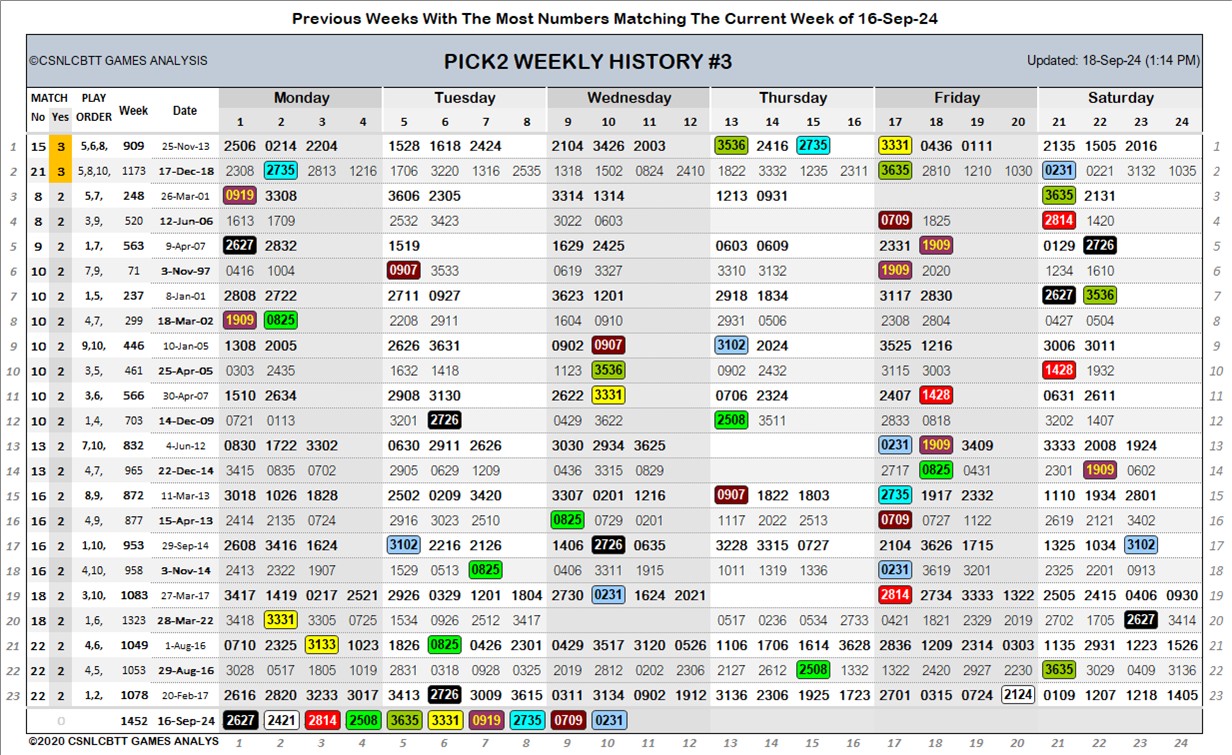 Previous Weeks With The Most Numbers Matching The Current Week of 16-Sep-24
©CSNLCBTT GAMES ANALYSIS PICK2 WEEKLY HISTORY #3 Updated: 18-Sep-24 (1:14 PM)
MATCH PLAY Week Date Monday Tuesday Wednesday Thursday Friday Saturday
No Yes ORDER 1 2 3 4 5 6 7 8 9 10 11 12 13 14 15 16 17 18 19 20 21 22 23 24
1 15 3 5,6,8, 909 25-Nov-13 2506 0214 2204 1528 1618 2424 2104 3426 2003 3536 2416 2735 3331 0436 0111 2135 1505 2016 1
2 21 3 5,8,10, 1173 17-Dec-18 2308 2735 2813 1216 1706 3220 1316 2535 1318 1502 0824 2410 1822 3332 1235 2311 3635 2810 1210 1030 0231 0221 3132 1035 2
3 8 2 5,7, 248 26-Mar-01 0919 3308 3606 2305 3314 1314 1213 0931 3635 2131 3
4 8 2 3,9, 520 12-Jun-06 1613 1709 2532 3423 3022 0603 0709 1825 2814 1420 4
5 9 2 1,7, 563 9-Apr-07 2627 2832 1519 1629 2425 0603 0609 2331 1909 0129 2726 5
6 10 2 7,9, 71 3-Nov-97 0416 1004 0907 3533 0619 3327 3310 3132 1909 2020 1234 1610 6
7 10 2 1,5, 237 8-Jan-01 2808 2722 2711 0927 3623 1201 2918 1834 3117 2830 2627 3536 7
8 10 2 4,7, 299 18-Mar-02 1909 0825 2208 2911 1604 0910 2931 0506 2308 2804 0427 0504 8
9 10 2 9,10, 446 10-Jan-05 1308 2005 2626 3631 0902 0907 3102 2024 3525 1216 3006 3011 9
10 10 2 3,5, 461 25-Apr-05 0303 2435 1632 1418 1123 3536 0902 2432 3115 3003 1428 1932 10
11 10 2 3,6, 566 30-Apr-07 1510 2634 2908 3130 2622 3331 0706 2324 2407 1428 0631 2611 11
12 10 2 1,4, 703 14-Dec-09 0721 0113 3201 2726 0429 3622 2508 3511 2833 0818 3202 1407 12
13 13 2 7,10, 832 4-Jun-12 0830 1722 3302 0630 2911 2626 3030 2934 3625 0231 1909 3409 3333 2008 1924 13
14 13 2 4,7, 965 22-Dec-14 3415 0835 0702 2905 0629 1209 0436 3315 0829 2717 0825 0431 2301 1909 0602 14
15 16 2 8,9, 872 11-Mar-13 3018 1026 1828 2502 0209 3420 3307 0201 1216 0907 1822 1803 2735 1917 2332 1110 1934 2801 15
16 16 2 4,9, 877 15-Apr-13 2414 2135 0724 2916 3023 2510 0825 0729 0201 1117 2022 2513 0709 0727 1122 2619 2121 3402 16
17 16 2 1,10, 953 29-Sep-14 2608 3416 1624 3102 2216 2126 1406 2726 0635 3228 3315 0727 2104 3626 1715 1325 1034 3102 17
18 16 2 4,10, 958 3-Nov-14 2413 2322 1907 1529 0513 0825 0406 3311 1915 1011 1319 1336 0231 3619 3201 2325 2201 0913 18
19 18 2 3,10, 1083 27-Mar-17 3417 1419 0217 2521 2926 0329 1201 1804 2730 0231 1624 2021 2814 2734 3333 1322 2505 2415 0406 0930 19
20 18 2 1,6, 1323 28-Mar-22 3418 3331 3305 0725 1534 0926 2512 3417 0517 0236 0534 2733 0421 1821 2329 2019 2702 1705 2627 3414 20
21 22 2 4,6, 1049 1-Aug-16 0710 2325 3133 1023 1826 0825 0426 2301 0429 3517 3120 0526 1106 1706 1614 3628 2836 1209 2314 0303 1135 2931 1223 1526 21
22 22 2 4,5, 1053 29-Aug-16 3028 0517 1805 1019 2831 0318 0928 0325 2019 2812 0202 2306 2127 2612 2508 1332 1322 2420 2927 2230 3635 3029 0409 3136 22
23 22 2 1,2, 1078 20-Feb-17 2616 2820 3233 3017 3413 2726 3009 3615 0311 3134 0902 1912 3136 2306 1925 1723 2701 0315 0724 2124 0109 1207 1218 1405 23
0 1452 16-Sep-24 2627 2421 2814 2508 3635 3331 0919 2735 0709 0231
©2020 CSNLCBTT GAMES ANALYS 1 2 3 4 5 6 7 8 9 10 11 12 13 14 15 16 17 18 19 20 21 22 23 24